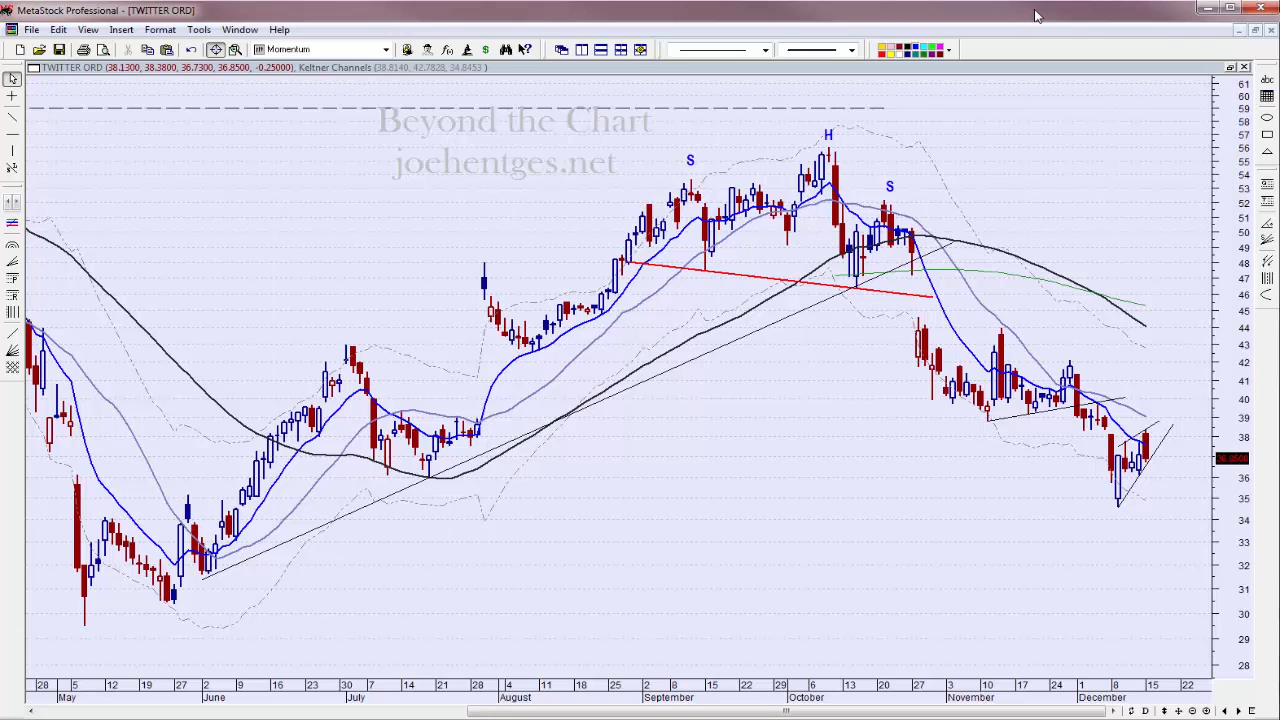 MetaStock Professional - [TWITTER ORD]
File Edit View Insert Format Tools Window Help
Momentum
TWITTER ORD (38.1300, 38.3800, 36.7300, 36.8500, -0.25000), Keltner Channels (38.8140, 42.7828, 34.8453 )
Beyond the Chart
joehentges.net
S
H
S
abc
61
60
59
58
57
56
55
54
53
52
51
50
49
48
47
46
45
44
43
42
41
40
39
38
36.8500
36
35
34
33
32
31
30
29
28
28 5 12 19 27 2 9 16 23 30 7 14 21 28 4 11 18 25 2 8 15 22 29 6 13 20 27 3 10 17 24 1 8 15 22
May June July August September October November December
D